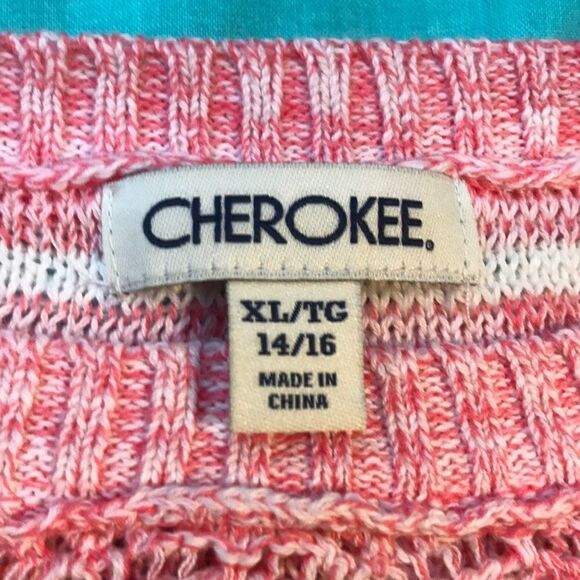 CHEROKEE.
XL/TG
14/16
MADE IN
CHINA